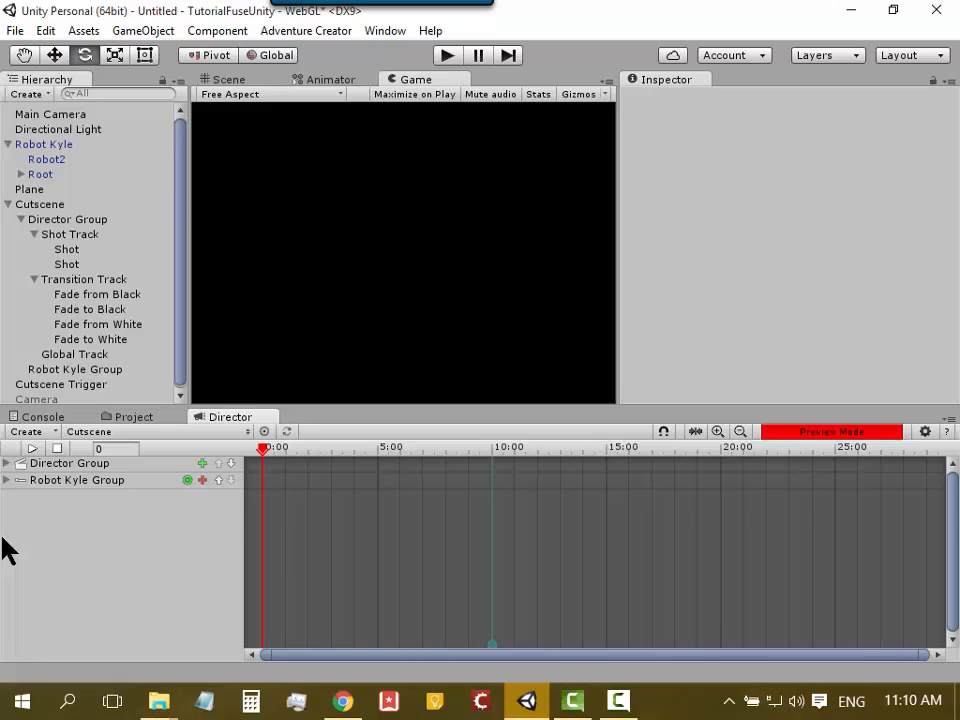 Unity Personal (64bit) - Untitled - TutorialFuseUnity - WebGL* <DX9>
File Edit Assets GameObject Component Adventure Creator Window Help
Pivot Global Account Layers Layout
Hierarchy Scene Animator Game Inspector
Create All Free Aspect Maximize on Play Mute audio Stats Gizmos
Main Camera
Directional Light
Robot Kyle
Robot2
Root
Plane
Cutscene
Director Group
Shot Track
Shot
Shot
Transition Track
Fade from Black
Fade to Black
Fade from White
Fade to White
Global Track
Robot Kyle Group
Cutscene Trigger
Camera
Console Project Director
Create Cutscene Preview Mode ?
0 0:00 5:00 10:00 15:00 20:00 25:00
Director Group
Robot Kyle Group
ENG 11:10 AM